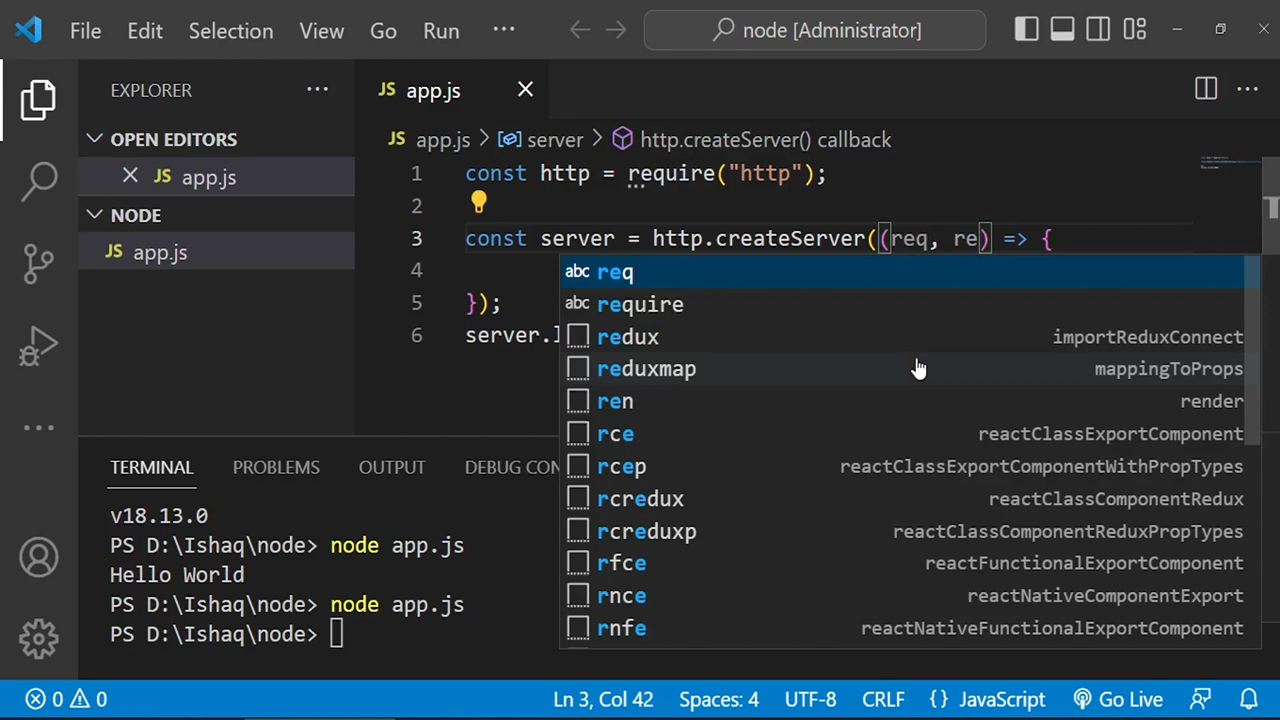 File Edit Selection View Go Run ··· node [Administrator]
EXPLORER ···
OPEN EDITORS
JS app.js
NODE
JS app.js
JS app.js
JS app.js > server > http.createServer() callback
1 const http = require("http");
2
3 const server = http.createServer((req, re) => {
4
5 });
6 server.l
abc req
abc require
redux importReduxConnect
reduxmap mappingToProps
ren render
rce reactClassExportComponent
rcep reactClassExportComponentWithPropTypes
rcredux reactClassComponentRedux
rcreduxp reactClassComponentReduxPropTypes
rfce reactFunctionalExportComponent
rnce reactNativeComponentExport
rnfe reactNativeFunctionalExportComponent
TERMINAL PROBLEMS OUTPUT DEBUG CON
v18.13.0
PS D:\Ishaq\node> node app.js
Hello World
PS D:\Ishaq\node> node app.js
PS D:\Ishaq\node>
0 0 Ln 3, Col 42 Spaces: 4 UTF-8 CRLF {} JavaScript Go Live